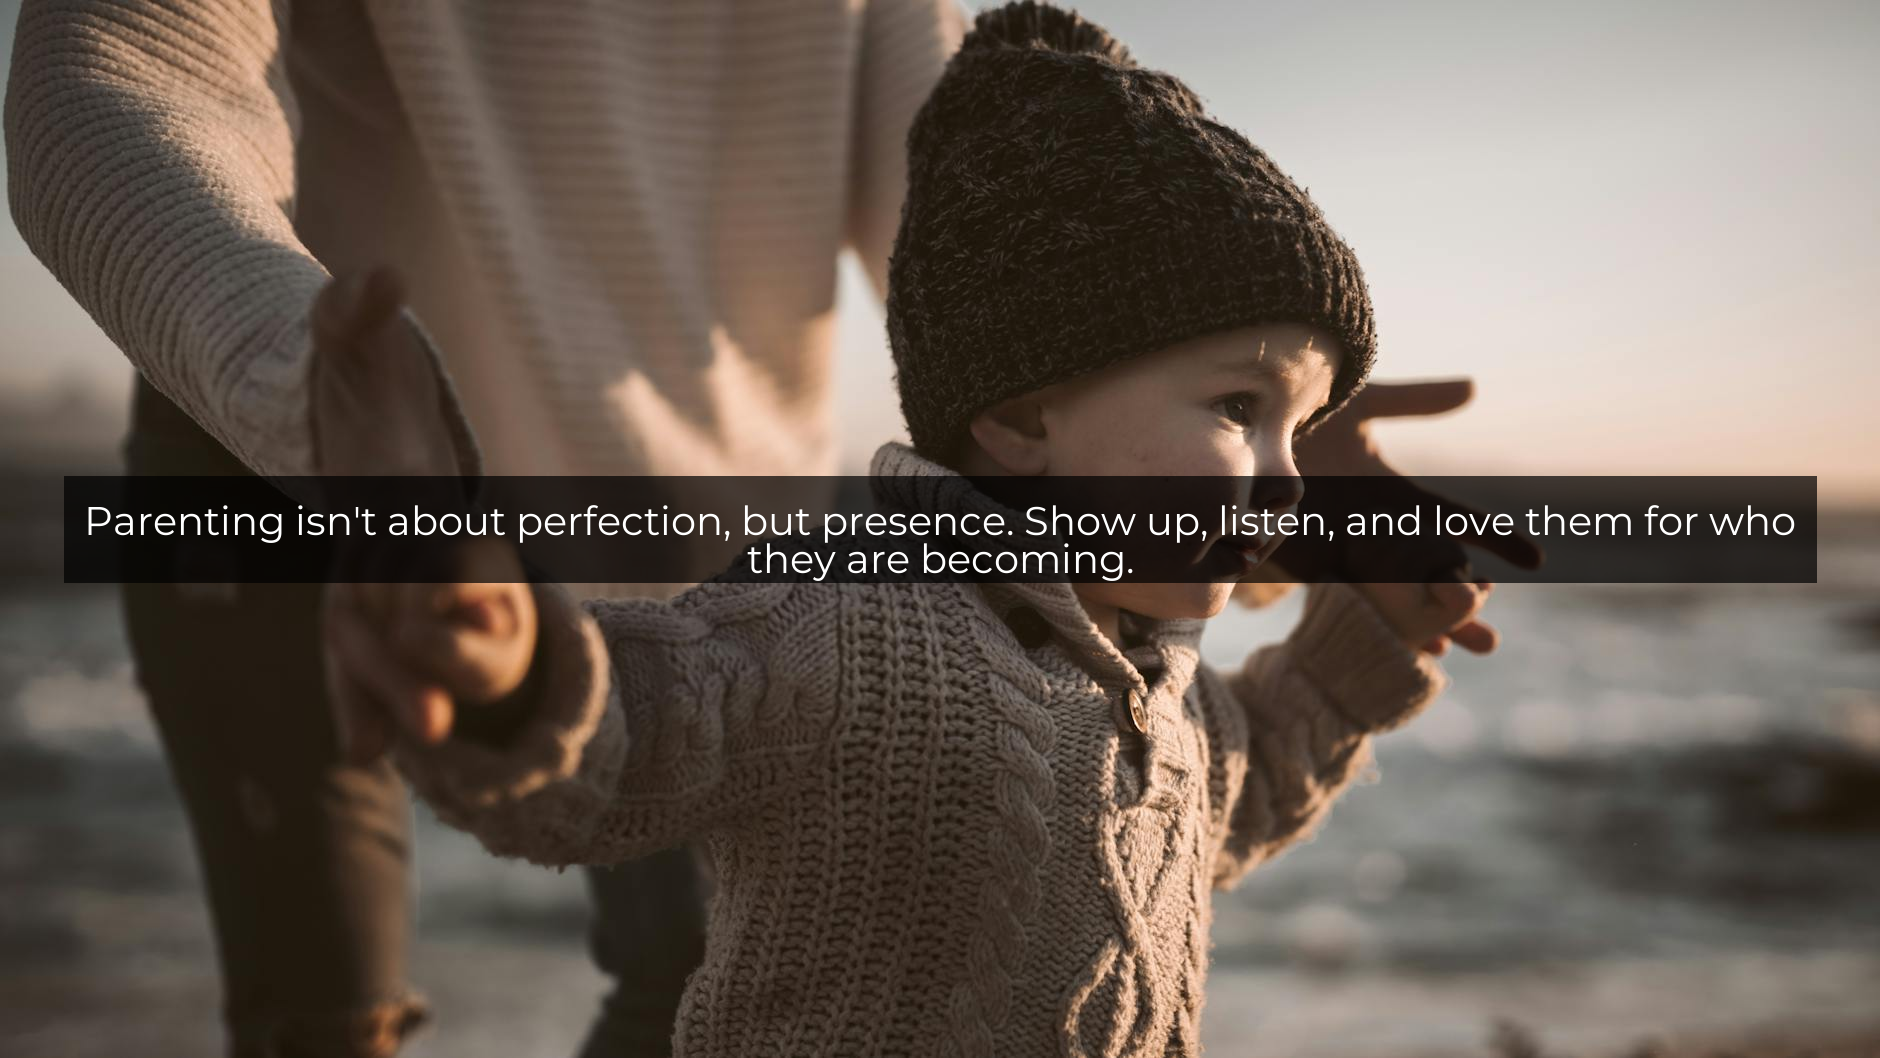 Parenting isn't about perfection, but presence. Show up, listen, and love them for who
they are becoming.